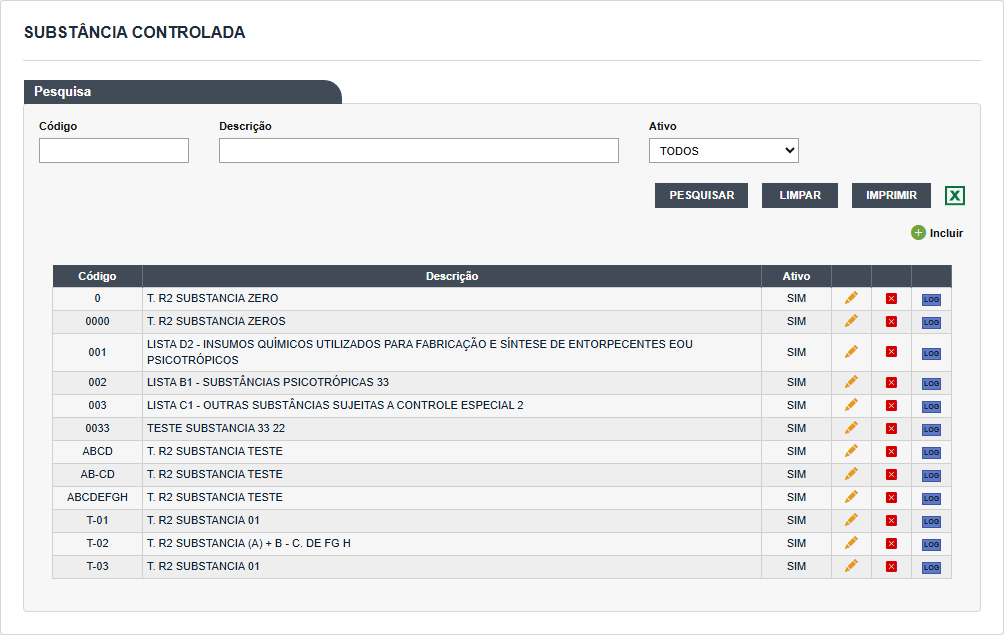 SUBSTÂNCIA CONTROLADA
Pesquisa
Código Descrição Ativo
TODOS
PESQUISAR LIMPAR IMPRIMIR X
+ Incluir
Código Descrição Ativo
0 T. R2 SUBSTANCIA ZERO SIM LOG
0000 T. R2 SUBSTANCIA ZEROS SIM LOG
001 LISTA D2 - INSUMOS QUÍMICOS UTILIZADOS PARA FABRICAÇÃO E SÍNTESE DE ENTORPECENTES EOU SIM LOG
PSICOTRÓPICOS
002 LISTA B1 - SUBSTÂNCIAS PSICOTRÓPICAS 33 SIM LOG
003 LISTA C1 - OUTRAS SUBSTÂNCIAS SUJEITAS A CONTROLE ESPECIAL 2 SIM LOG
0033 TESTE SUBSTANCIA 33 22 SIM LOG
ABCD T. R2 SUBSTANCIA TESTE SIM LOG
AB-CD T. R2 SUBSTANCIA TESTE SIM LOG
ABCDEFGH T. R2 SUBSTANCIA TESTE SIM LOG
T-01 T. R2 SUBSTANCIA 01 SIM LOG
T-02 T. R2 SUBSTANCIA (A) + B - C. DE FG H SIM LOG
T-03 T. R2 SUBSTANCIA 01 SIM LOG